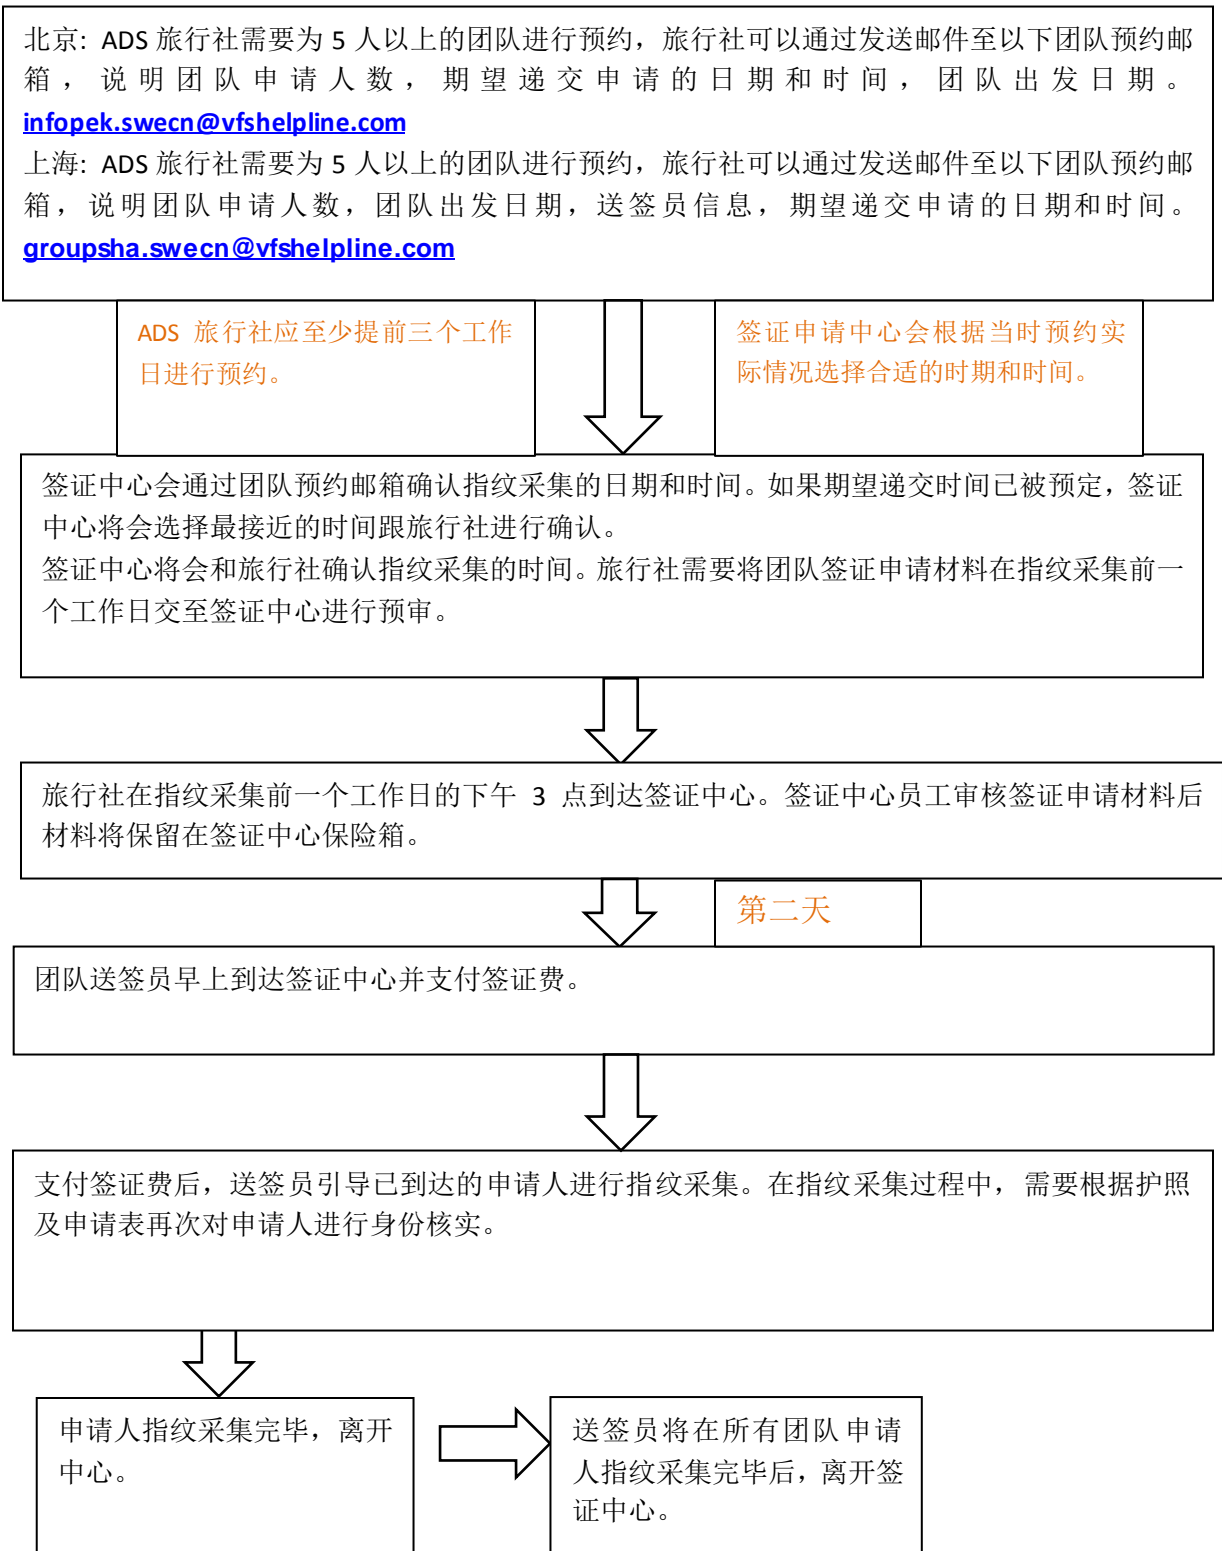 北京: ADS 旅行社需要为 5 人以上的团队进行预约，旅行社可以通过发送邮件至以下团队预约邮
箱，说明团队申请人数，期望递交申请的日期和时间，团队出发日期。
infopek.swecn@vfshelpline.com
上海: ADS 旅行社需要为 5 人以上的团队进行预约，旅行社可以通过发送邮件至以下团队预约邮
箱，说明团队申请人数，团队出发日期，送签员信息，期望递交申请的日期和时间。
groupsha.swecn@vfshelpline.com
ADS 旅行社应至少提前三个工作
日进行预约。
签证申请中心会根据当时预约实
际情况选择合适的时期和时间。
签证中心会通过团队预约邮箱确认指纹采集的日期和时间。如果期望递交时间已被预定，签证
中心将会选择最接近的时间跟旅行社进行确认。
签证中心将会和旅行社确认指纹采集的时间。旅行社需要将团队签证申请材料在指纹采集前一
个工作日交至签证中心进行预审。
旅行社在指纹采集前一个工作日的下午 3 点到达签证中心。签证中心员工审核签证申请材料后
材料将保留在签证中心保险箱。
第二天
团队送签员早上到达签证中心并支付签证费。
支付签证费后，送签员引导已到达的申请人进行指纹采集。在指纹采集过程中，需要根据护照
及申请表再次对申请人进行身份核实。
申请人指纹采集完毕，离开
中心。
送签员将在所有团队申请
人指纹采集完毕后，离开签
证中心。